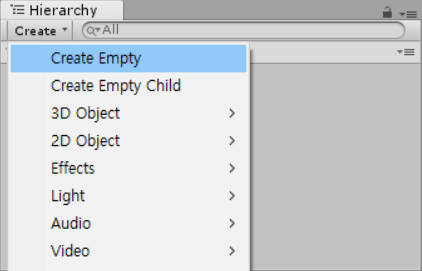 Hierarchy
Create All
Create Empty
Create Empty Child
3D Object
2D Object
Effects
Light
Audio
Video